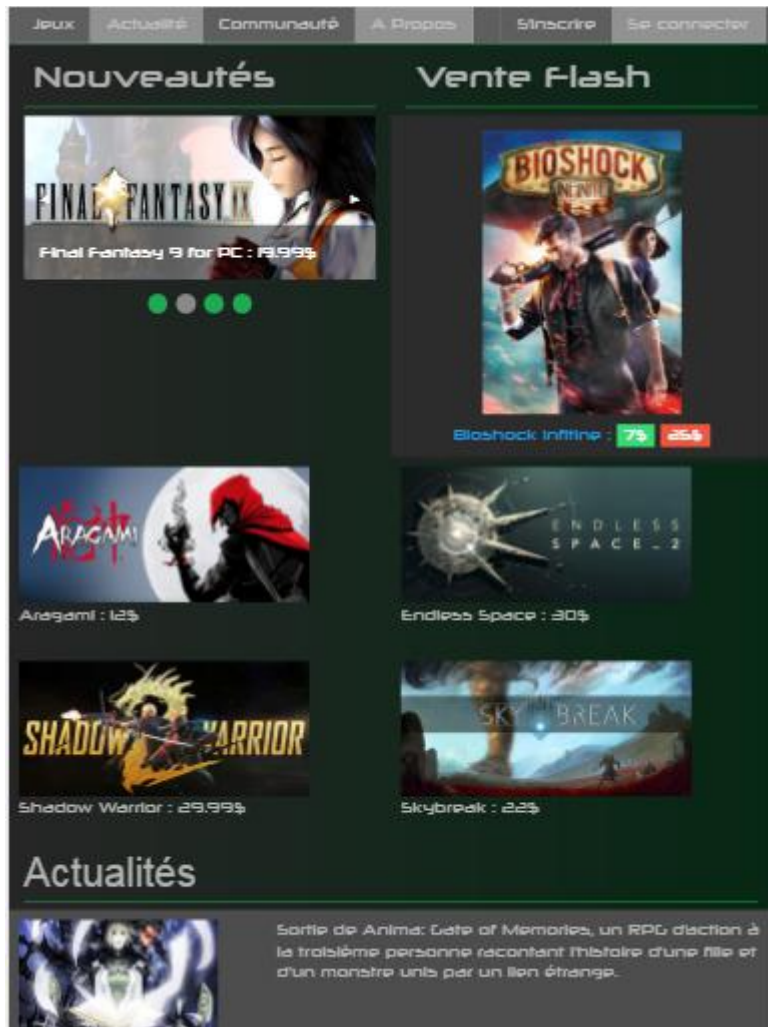 Jeux Actualité Communauté A Propos S'inscrire Se connecter
Nouveautés
Vente Flash
FINAL FANTASY IX
Final Fantasy 9 for PC : 19.99$
BIOSHOCK
INFINITE
Bioshock Infitine : 7$ 25$
ARAGAMI
ENDLESS
SPACE_2
Aragami : 12$
Endless Space : 30$
SHADOW WARRIOR
2
SKYBREAK
Shadow Warrior : 29.99$
Skybreak : 22$
Actualités
Sortie de Anima: Gate of Memories, un RPG d'action à
la troisième personne racontant l'histoire d'une fille et
d'un monstre unis par un lien étrange.